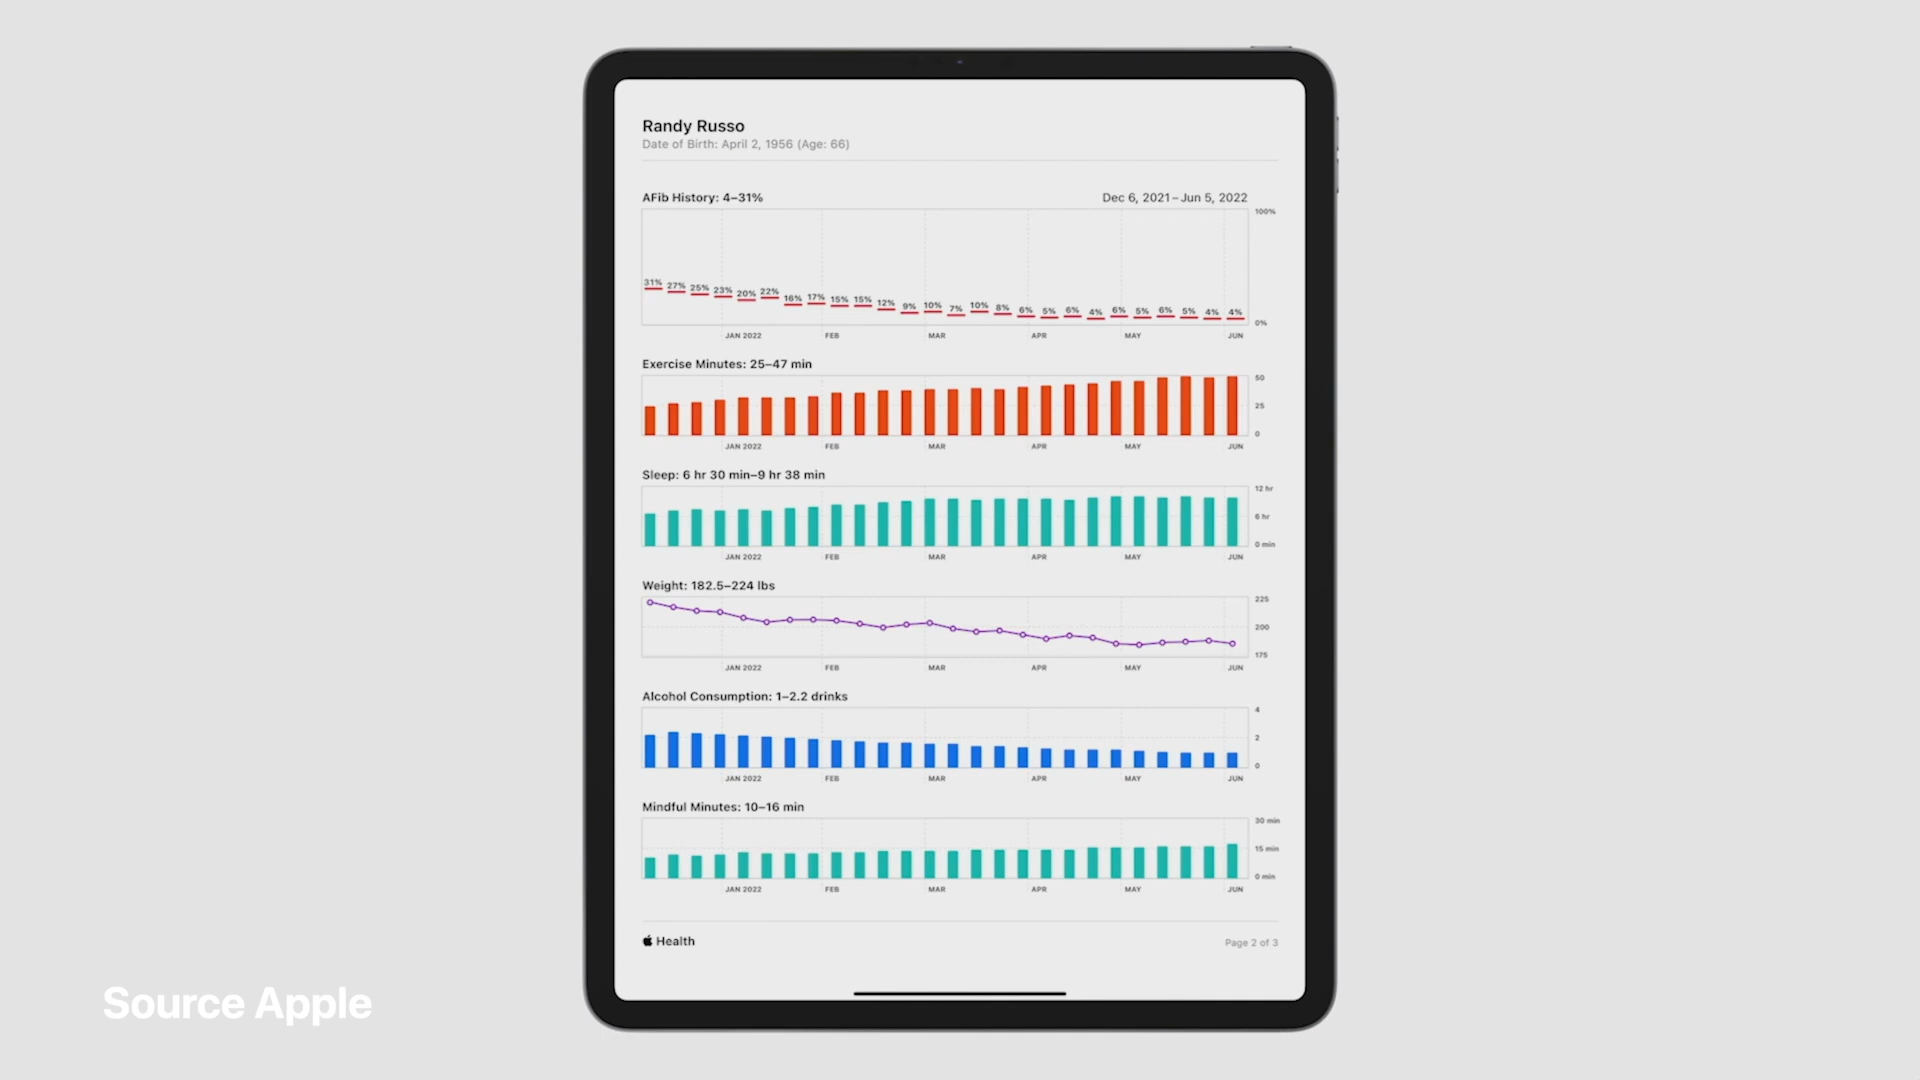 Randy Russo
Date of Birth: April 2, 1956 (Age: 66)
AFib History: 4–31% Dec 6, 2021–Jun 5, 2022
100%
31% 27% 25% 23% 20% 22% 16% 17% 15% 15% 12% 9% 10% 7% 10% 8% 6% 5% 6% 4% 6% 5% 6% 5% 4% 4%
0%
JAN 2022 FEB MAR APR MAY JUN
Exercise Minutes: 25–47 min
50
25
0
JAN 2022 FEB MAR APR MAY JUN
Sleep: 6 hr 30 min–9 hr 38 min
12 hr
6 hr
0 min
JAN 2022 FEB MAR APR MAY JUN
Weight: 182.5–224 lbs
225
200
175
JAN 2022 FEB MAR APR MAY JUN
Alcohol Consumption: 1–2.2 drinks
4
2
0
JAN 2022 FEB MAR APR MAY JUN
Mindful Minutes: 10–16 min
30 min
15 min
0 min
JAN 2022 FEB MAR APR MAY JUN
Health Page 2 of 3
Source Apple